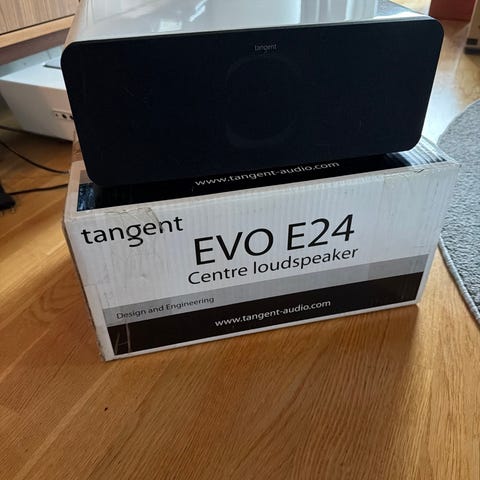 tangent
www.tangent-audio.com
tangent
EVO E24
Centre loudspeaker
Design and Engineering
www.tangent-audio.com